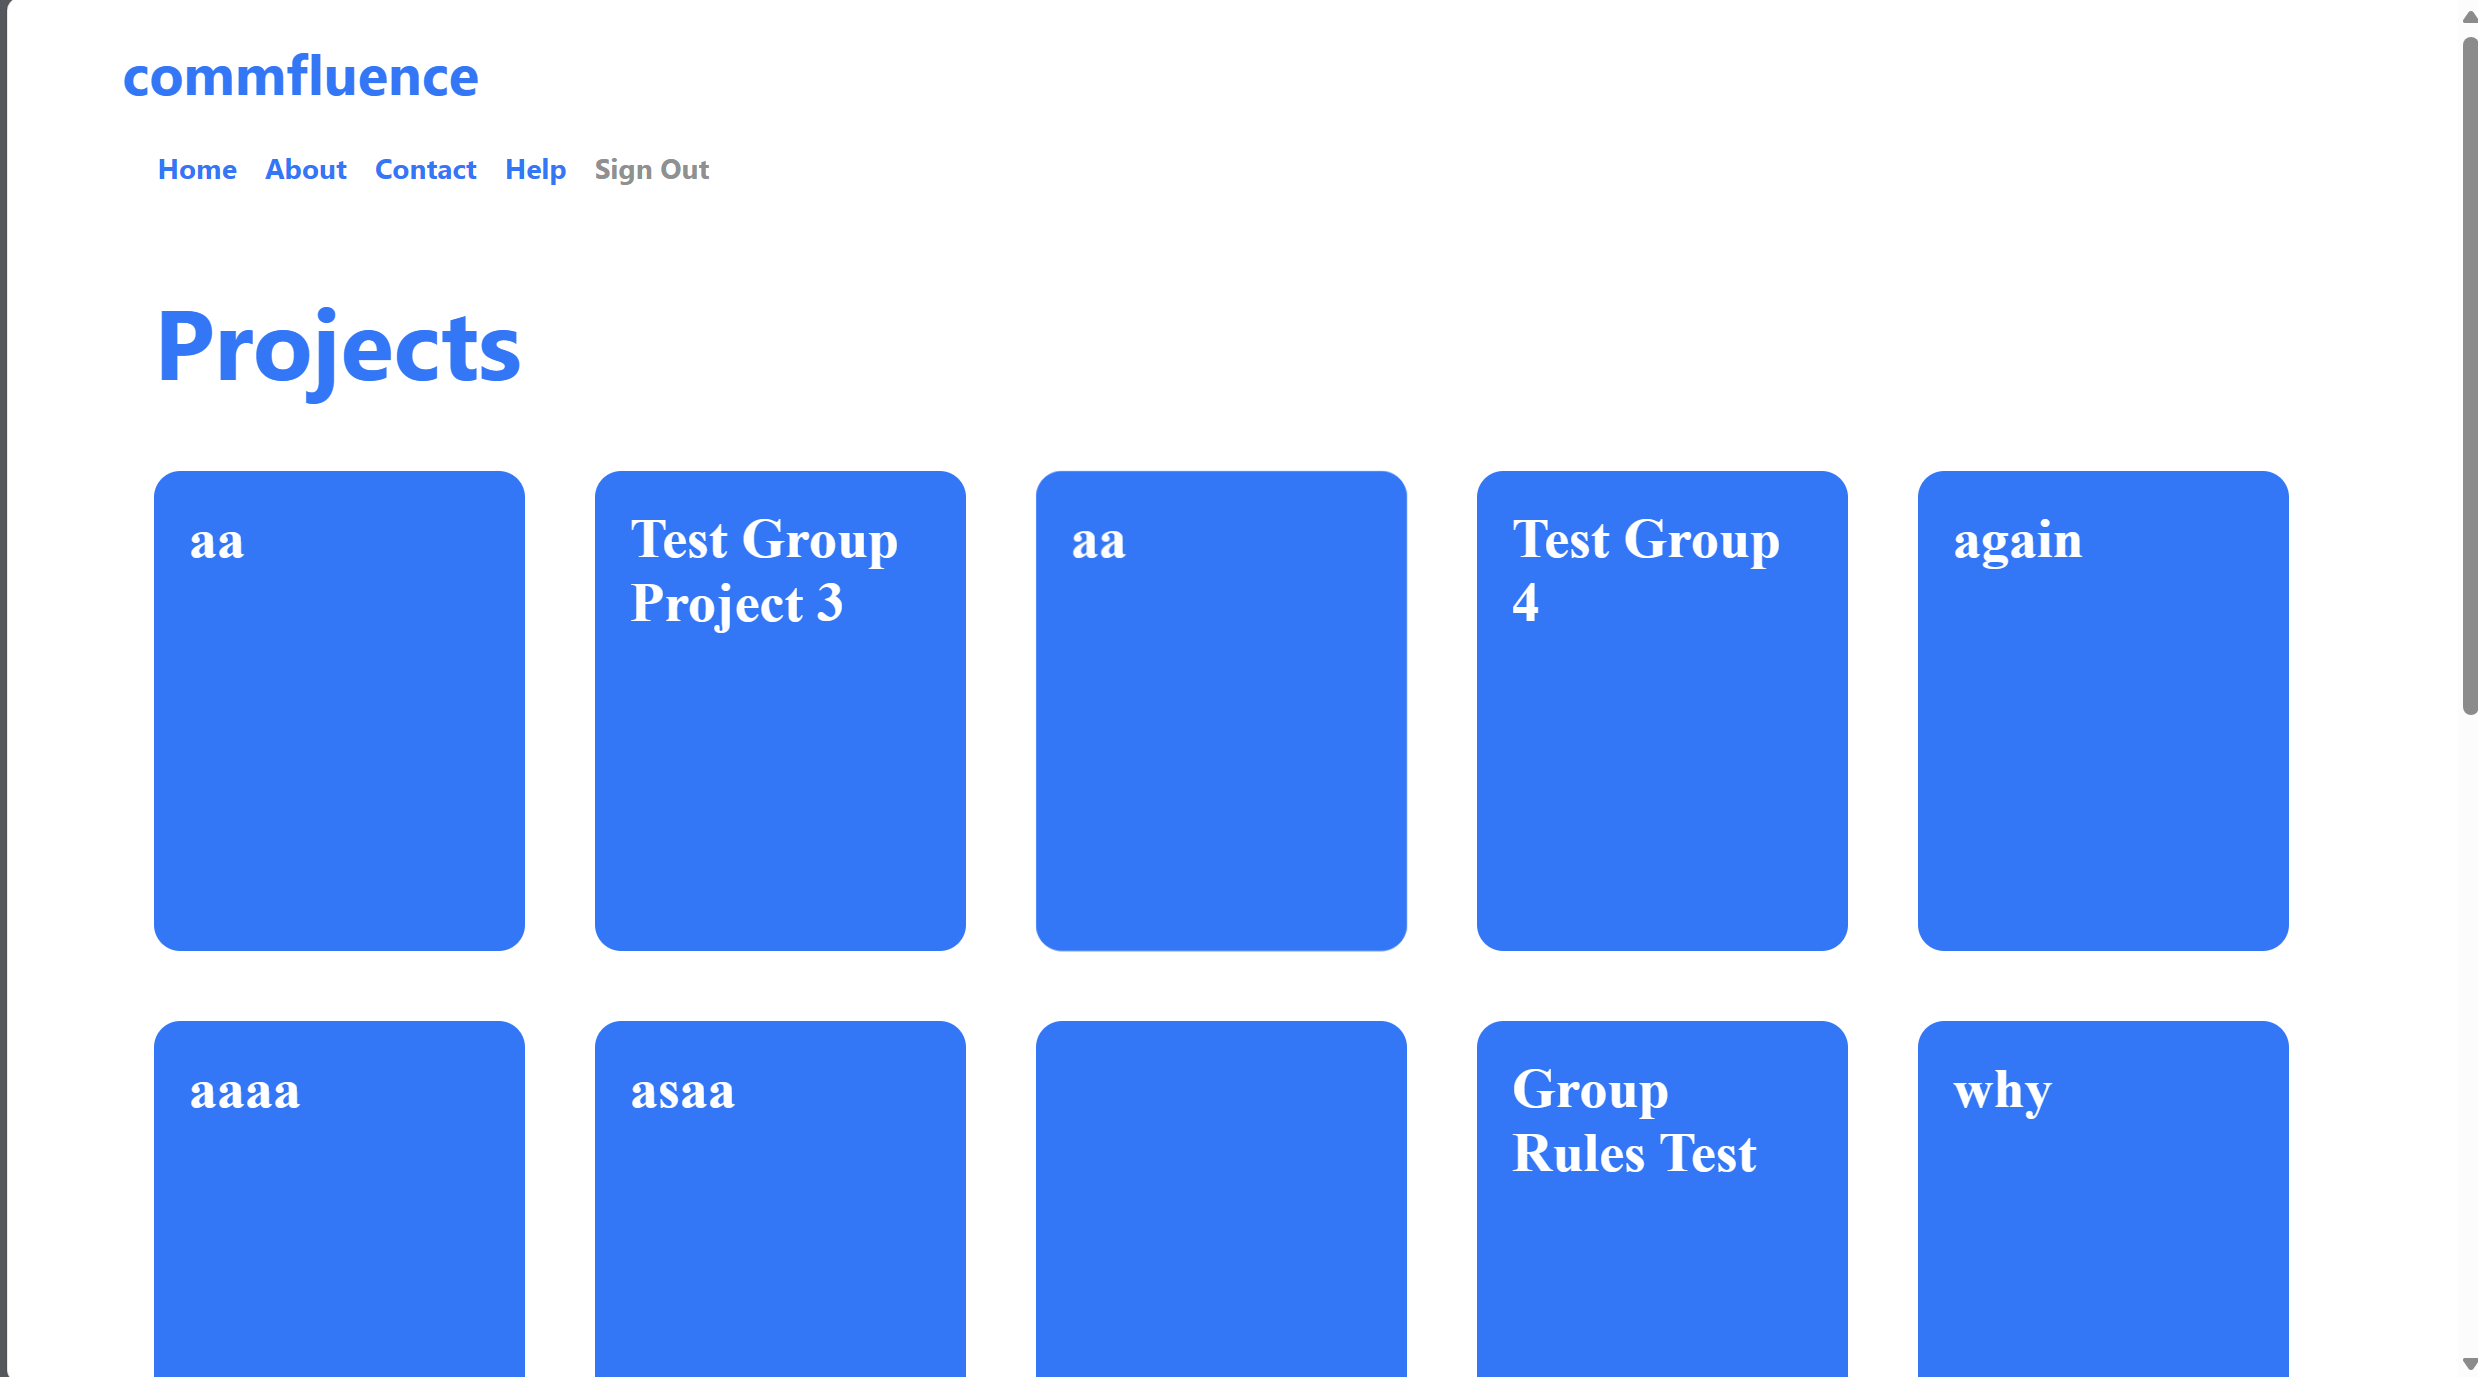 commfluence
Home About Contact Help Sign Out
Projects
aa
Test Group
Project 3
aa
Test Group
4
again
aaaa
asaa
Group
Rules Test
why